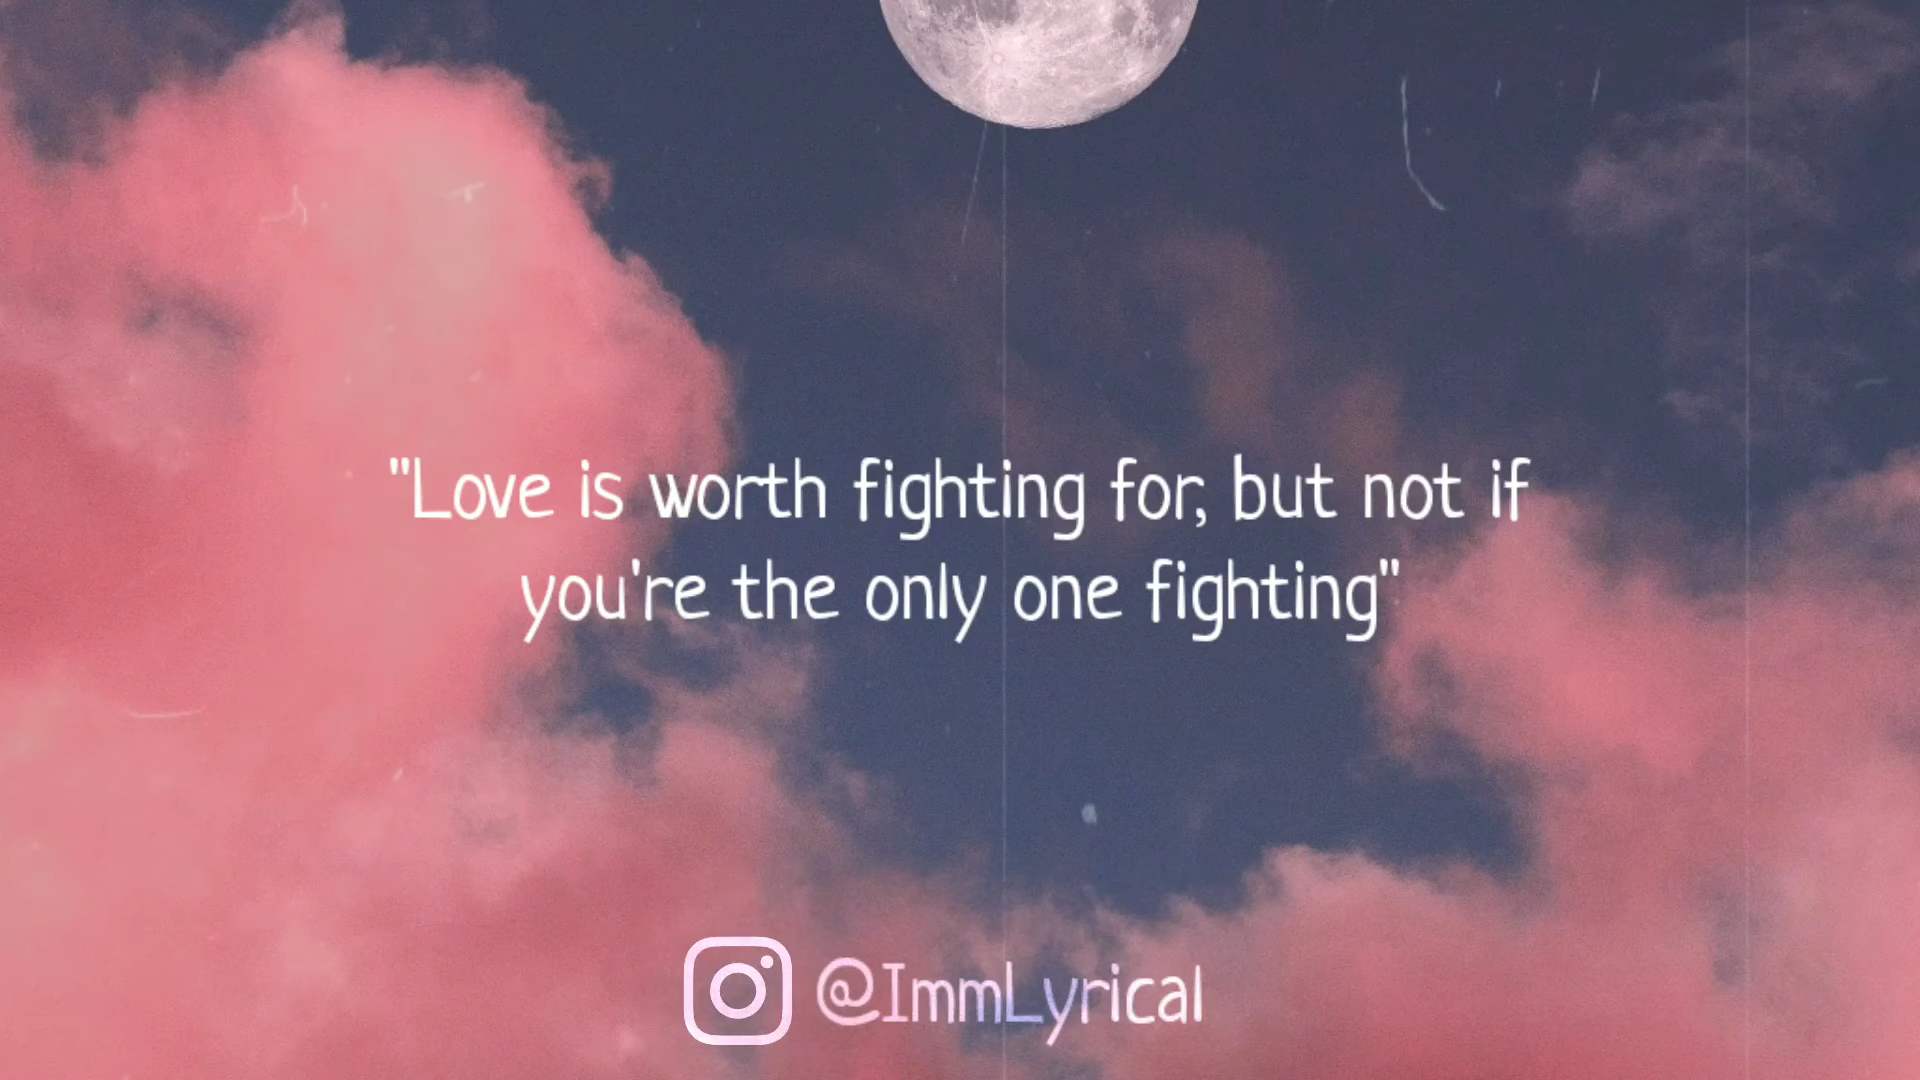 "Love is worth fighting for, but not if
you're the only one fighting"
@ImmLyrical